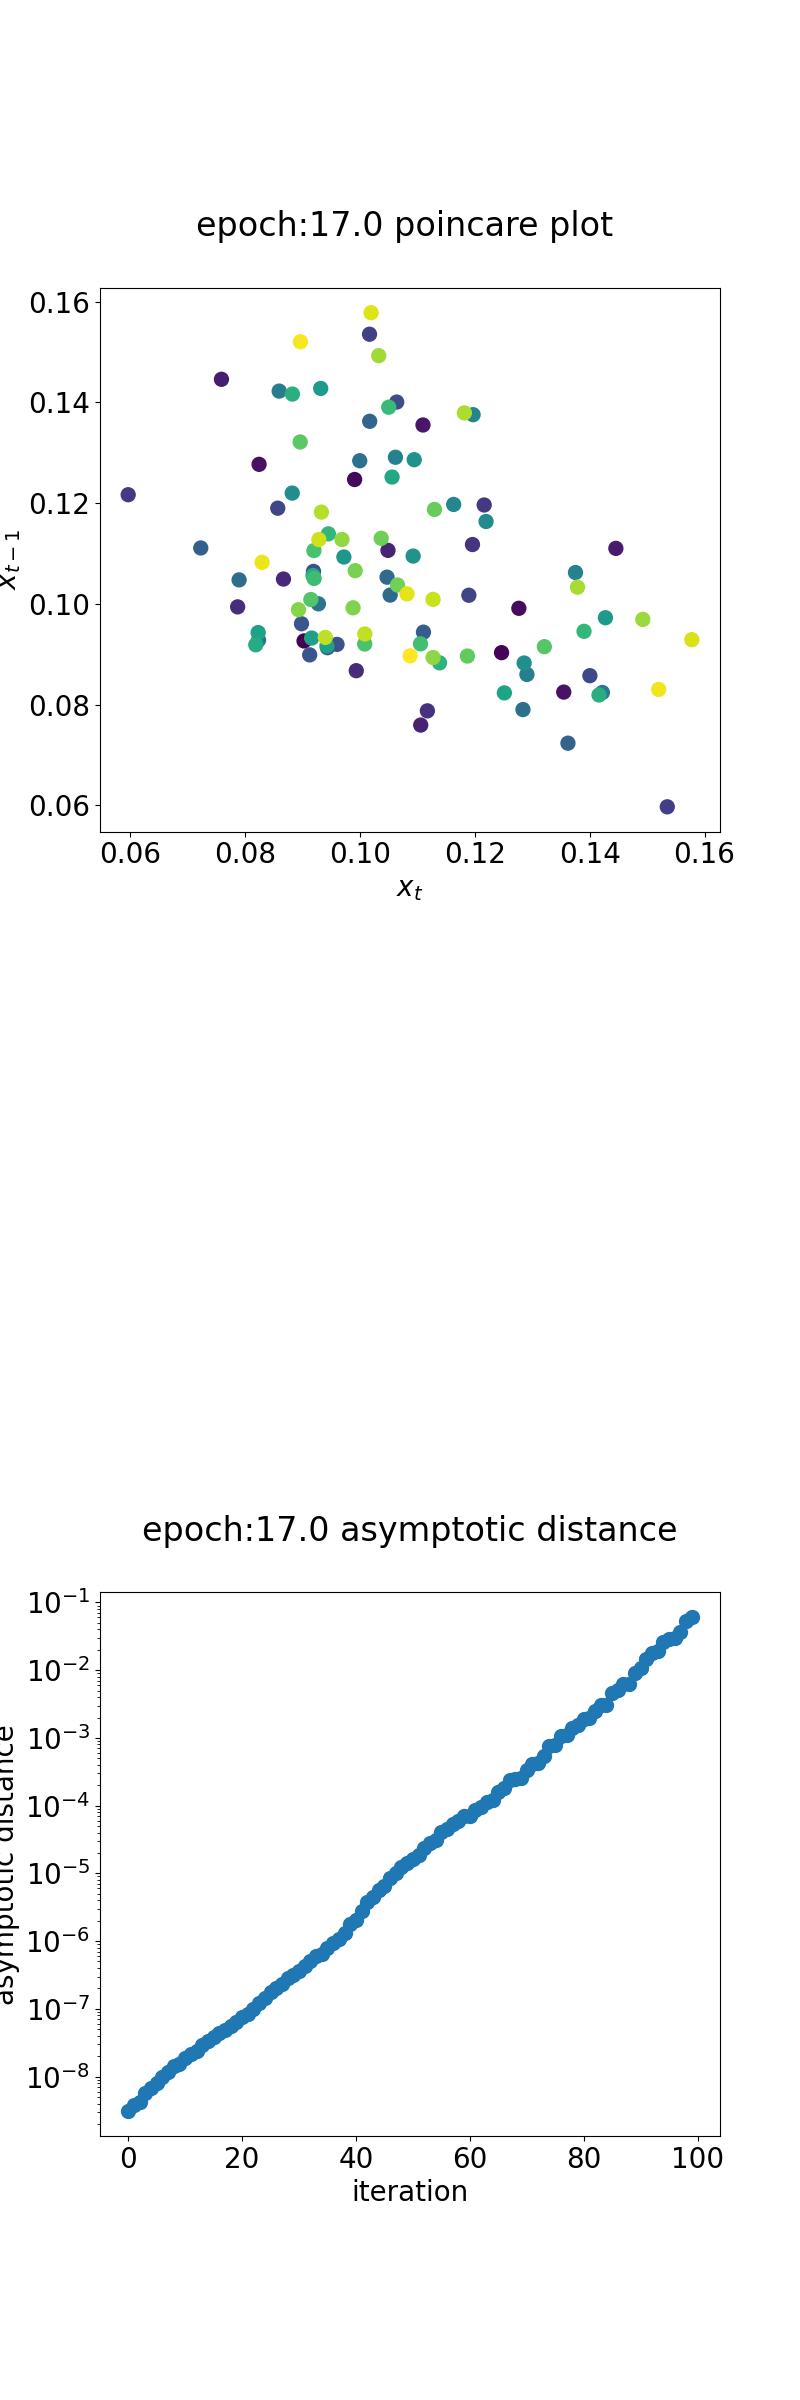 epoch:17.0 poincare plot
0.16
0.14
0.12
0.10
0.08
0.06
x_{t-1}
0.06 0.08 0.10 0.12 0.14 0.16
x_t
epoch:17.0 asymptotic distance
10^{-1}
10^{-2}
10^{-3}
10^{-4}
10^{-5}
10^{-6}
10^{-7}
10^{-8}
asymptotic distance
0 20 40 60 80 100
iteration